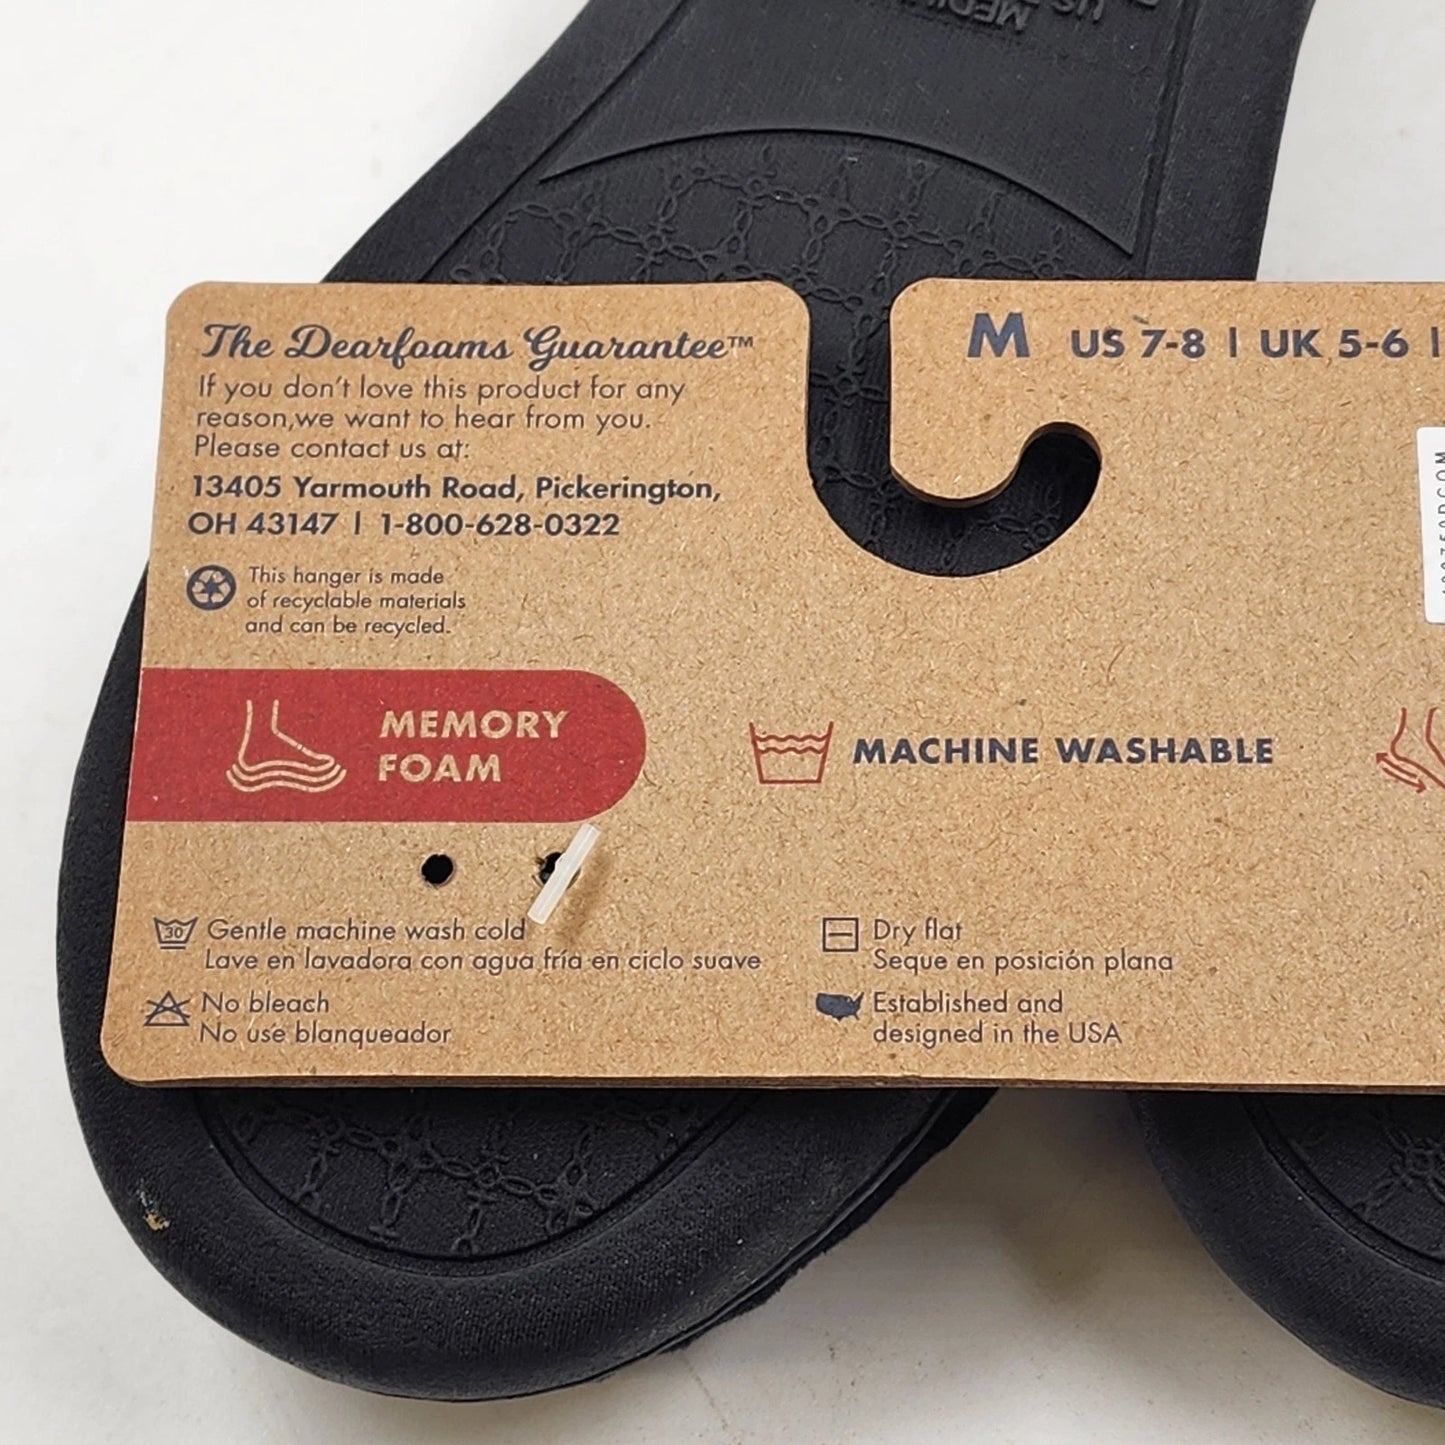 The Dearfoams Guarantee™
If you don't love this product for any
reason,we want to hear from you.
Please contact us at:
13405 Yarmouth Road, Pickerington,
OH 43147 | 1-800-628-0322
This hanger is made
of recyclable materials
and can be recycled.
M US 7-8 | UK 5-6 |
MEMORY
FOAM
MACHINE WASHABLE
30 Gentle machine wash cold
Lave en lavadora con agua fría en ciclo suave
No bleach
No use blanqueador
Dry flat
Seque en posición plana
Established and
designed in the USA